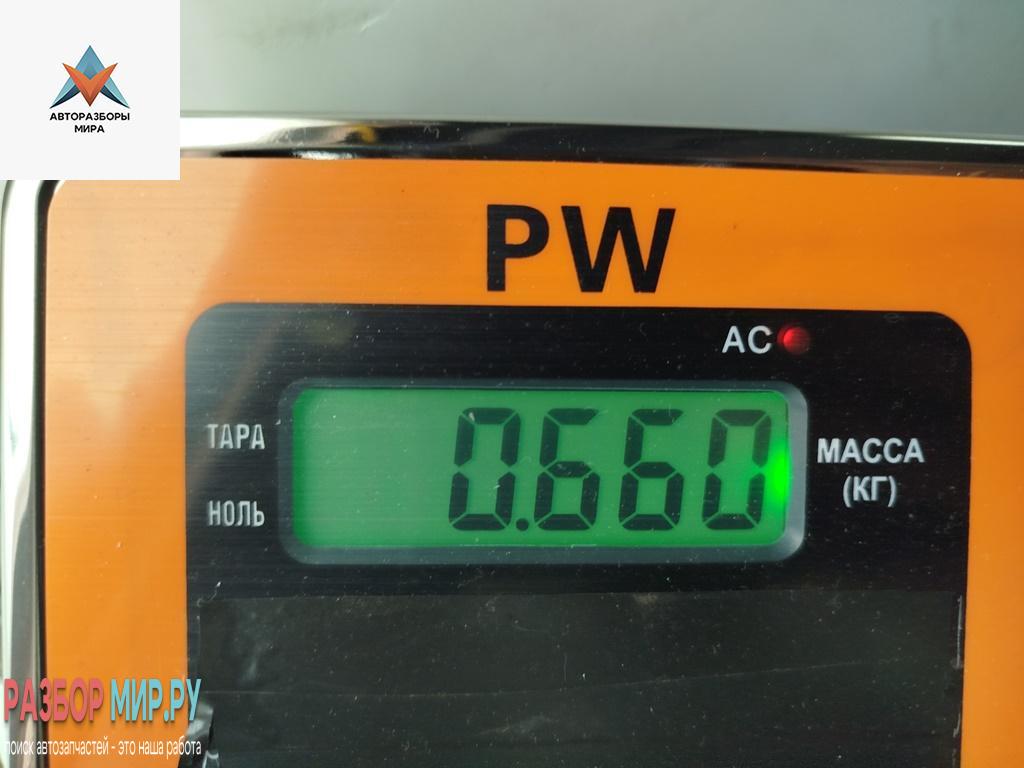 АВТОРАЗБОРЫ
МИРА
PW
AC
ТАРА
0.660
МАССА
(КГ)
НОЛЬ
РАЗБОР МИР.РУ
поиск автозапчастей - это наша работа